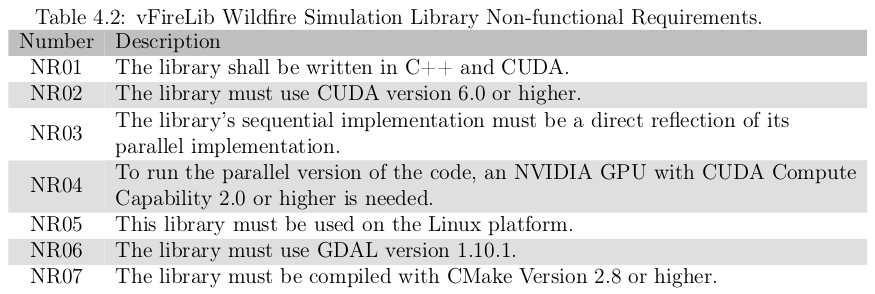 Table 4.2: vFireLib Wildfire Simulation Library Non-functional Requirements.
Number Description
NR01 The library shall be written in C++ and CUDA.
NR02 The library must use CUDA version 6.0 or higher.
NR03 The library's sequential implementation must be a direct reflection of its
parallel implementation.
NR04 To run the parallel version of the code, an NVIDIA GPU with CUDA Compute
Capability 2.0 or higher is needed.
NR05 This library must be used on the Linux platform.
NR06 The library must use GDAL version 1.10.1.
NR07 The library must be compiled with CMake Version 2.8 or higher.